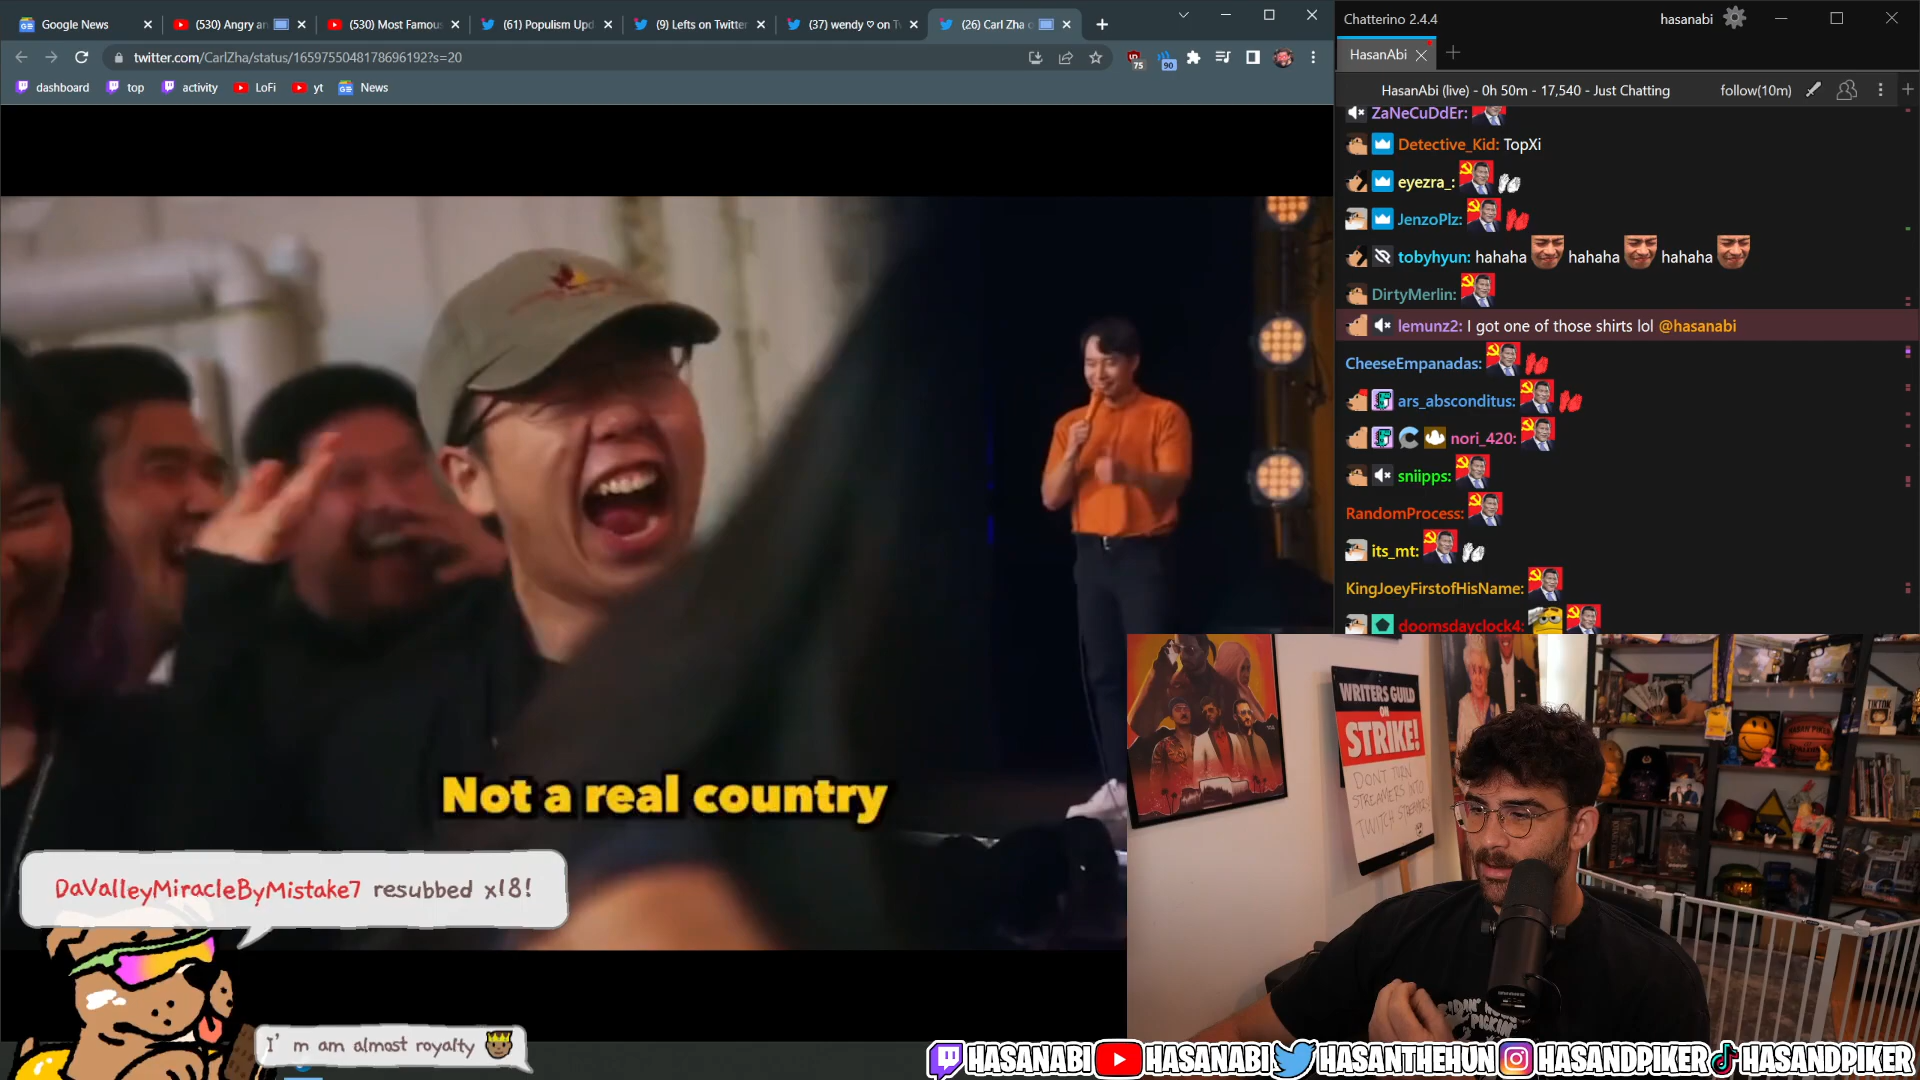 Google News
(530) Angry an
(530) Most Famou
(61) Populism Upd
(9) Lefts on Twitter
(37) wendy ♡ on Tw
(26) Carl Zha o
twitter.com/CarlZha/status/1659755048178696192?s=20
75
90
dashboard
top
activity
LoFi
yt
News
Not a real country
DaValleyMiracleByMistake7 resubbed x18!
I'm am almost royalty
Chatterino 2.4.4
hasanabi
HasanAbi
HasanAbi (live) - 0h 50m - 17,540 - Just Chatting
follow(10m)
ZaNeCuDdEr:
Detective_Kid: TopXi
eyezra_:
JenzoPlz:
tobyhyun: hahaha hahaha hahaha
DirtyMerlin:
lemunz2: I got one of those shirts lol @hasanabi
CheeseEmpanadas:
ars_absconditus:
nori_420:
sniipps:
RandomProcess:
its_mt:
KingJoeyFirstofHisName:
doomsdayclock4:
WRITERS GUILD
ON
STRIKE!
DON'T TURN
STREAMERS INTO
TWITCH STREAMERS
HASANABI
HASANABI
HASANTHEHUN
HASANDPIKER
HASANDPIKER